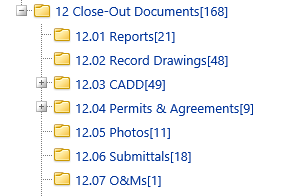 12 Close-Out Documents[168]
12.01 Reports[21]
12.02 Record Drawings[48]
12.03 CADD[49]
12.04 Permits & Agreements[9]
12.05 Photos[11]
12.06 Submittals[18]
12.07 O&Ms[1]